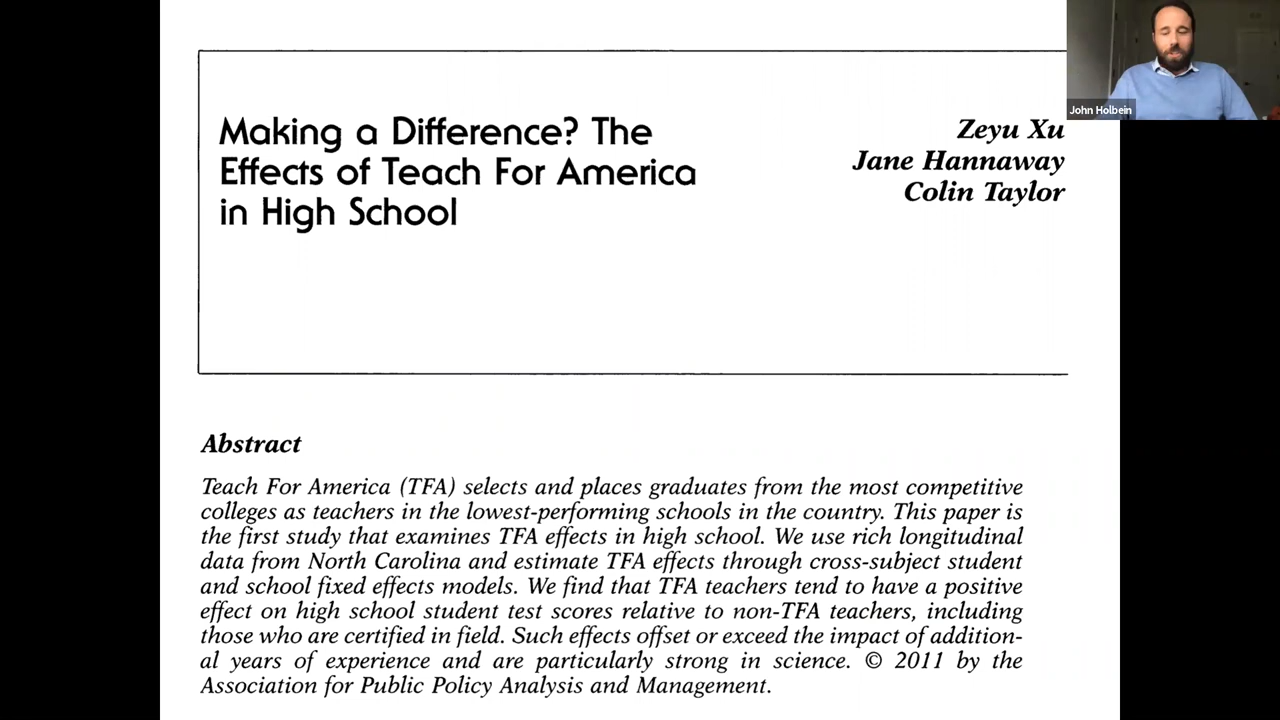 Making a Difference? The
Effects of Teach For America
in High School
Zeyu Xu
Jane Hannaway
Colin Taylor
John Holbein
Abstract
Teach For America (TFA) selects and places graduates from the most competitive
colleges as teachers in the lowest-performing schools in the country. This paper is
the first study that examines TFA effects in high school. We use rich longitudinal
data from North Carolina and estimate TFA effects through cross-subject student
and school fixed effects models. We find that TFA teachers tend to have a positive
effect on high school student test scores relative to non-TFA teachers, including
those who are certified in field. Such effects offset or exceed the impact of addition-
al years of experience and are particularly strong in science. © 2011 by the
Association for Public Policy Analysis and Management.